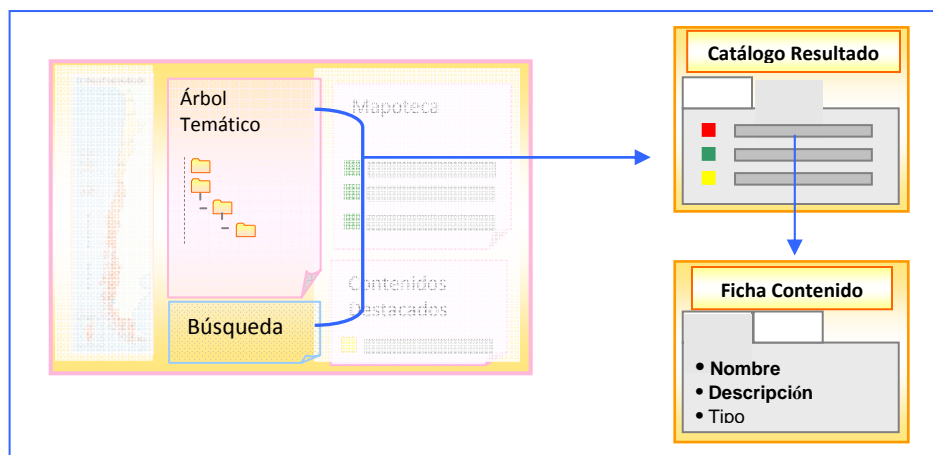 Árbol
Temático
Búsqueda
Mapoteca
Contenidos
Destacados
Catálogo Resultado
Ficha Contenido
• Nombre
• Descripción
• Tipo